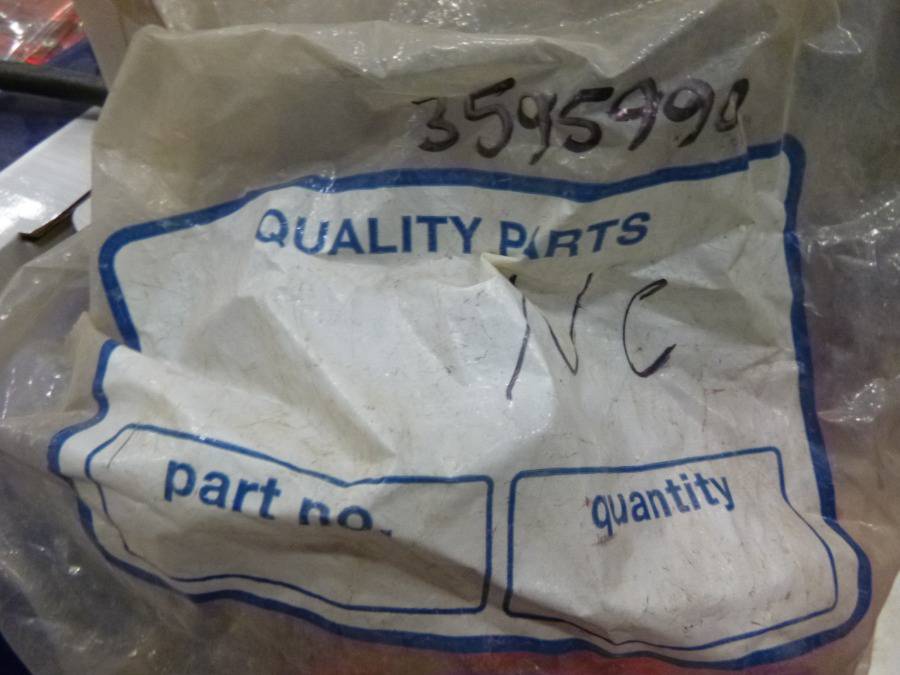 3595990
QUALITY PARTS
NC
part no.
quantity